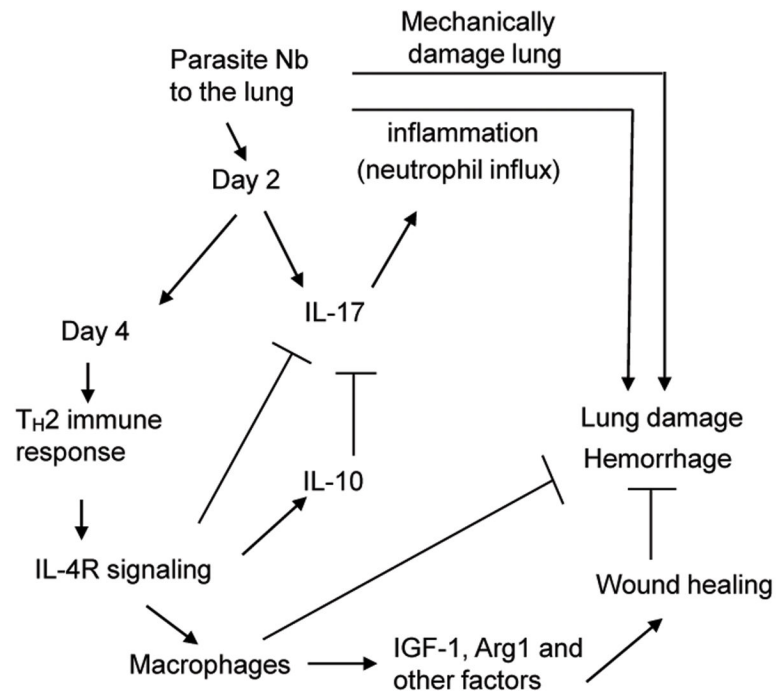 Mechanically
damage lung
Parasite Nb
to the lung
inflammation
(neutrophil influx)
Day 2
IL-17
Day 4
TH2 immune
response
Lung damage
Hemorrhage
IL-10
IL-4R signaling
Wound healing
Macrophages
IGF-1, Arg1 and
other factors